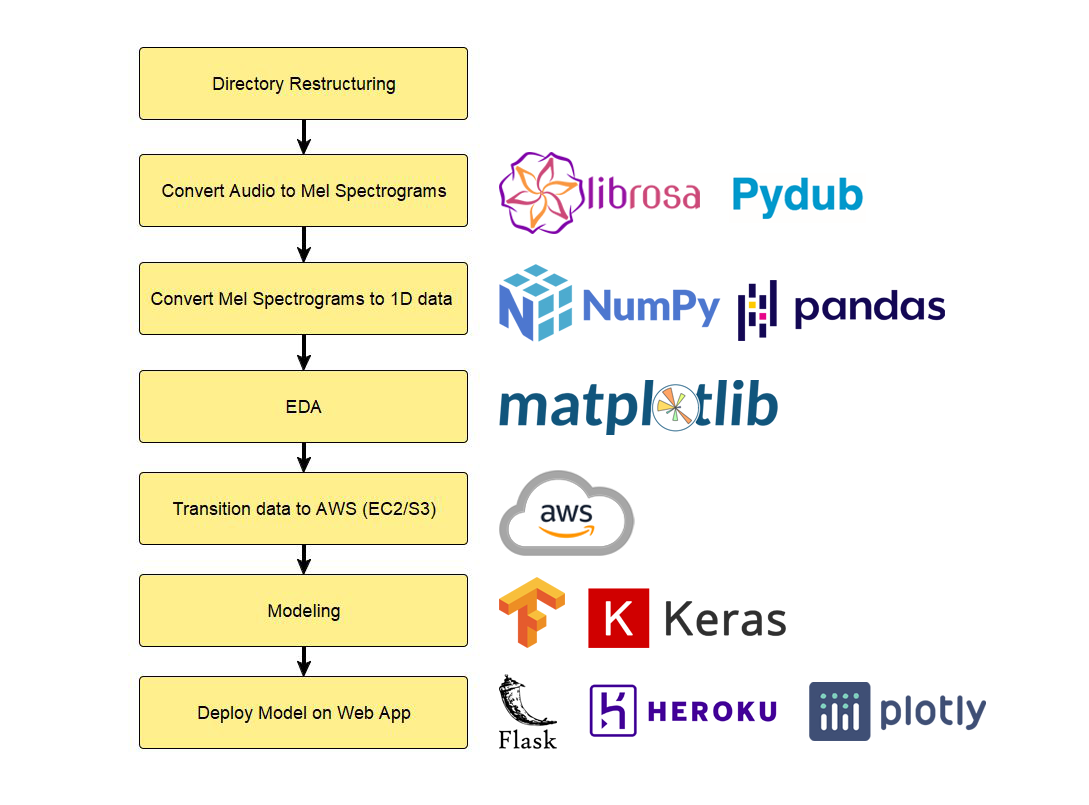 Directory Restructuring
Convert Audio to Mel Spectrograms
librosa
Pydub
Convert Mel Spectrograms to 1D data
NumPy
pandas
EDA
matplotlib
Transition data to AWS (EC2/S3)
aws
Modeling
K Keras
Deploy Model on Web App
Flask
HEROKU
plotly